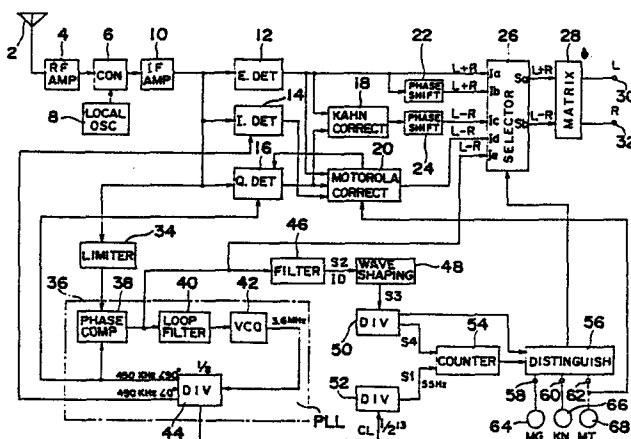 2
4
6
10
12
22
26
28
RF AMP
CON
IF AMP
E. DET
PHASE SHIFT
L+R
Ia
L+R
Ib
SELECTOR
Sa
L+R
MATRIX
L
30
8
LOCAL OSC
14
I. DET
18
KAHN CORRECT
L-R
Ic
PHASE SHIFT
24
L-R
Id
L-R
Ie
Sb
L-R
R
32
16
Q. DET
20
MOTOROLA CORRECT
LIMITER
34
46
FILTER
S2
ID
WAVE SHAPING
48
S3
36
38
40
42
PHASE COMP
LOOP FILTER
VCO
3.6MHz
50
DIV
S4
54
COUNTER
56
DISTINGUISH
450 KHz ∠90°
450 KHz ∠0°
1/8
DIV
44
PLL
52
DIV
S1
55Hz
CL
1/2¹³
58
60
62
66
64
68
MG
KN
MT